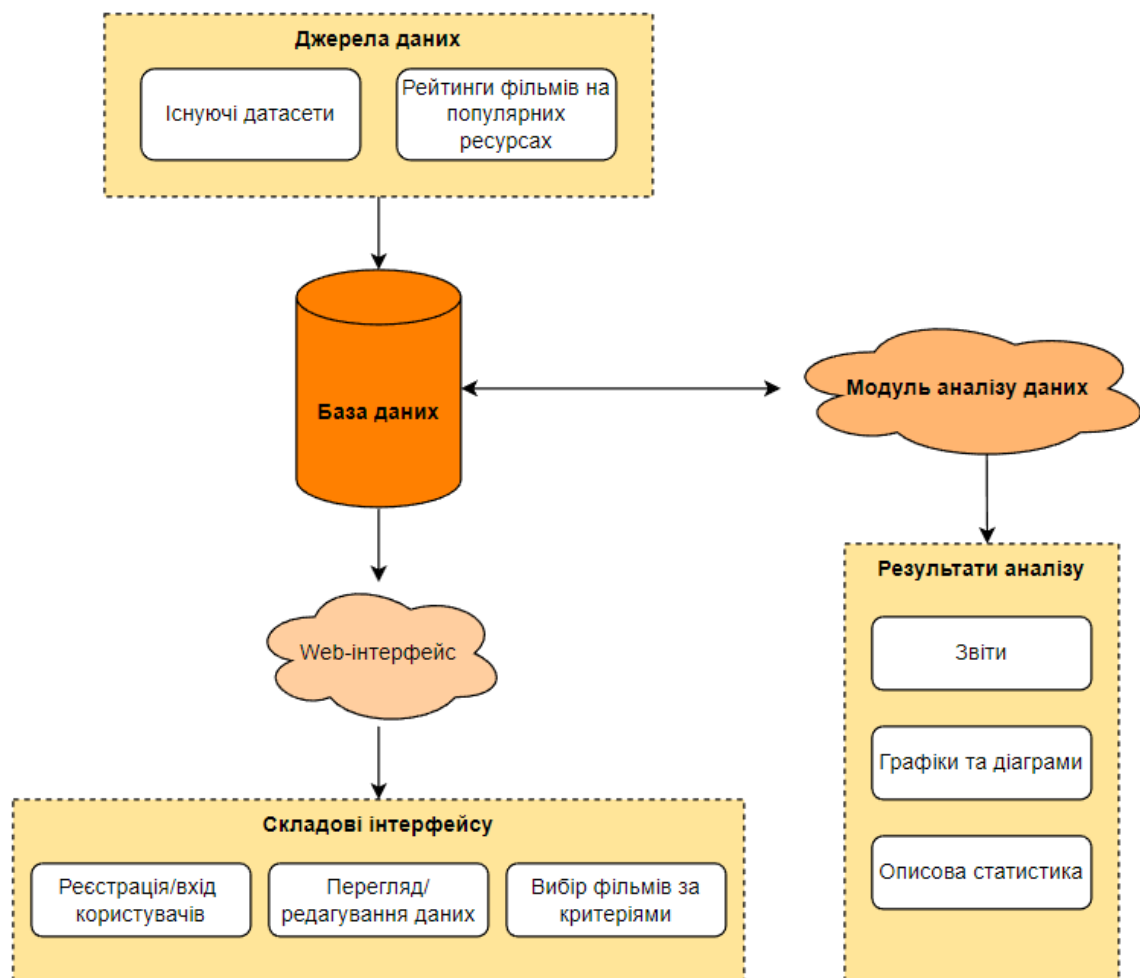 Джерела даних
Існуючі датасети
Рейтинги фільмів на
популярних
ресурсах
База даних
Модуль аналізу даних
Web-інтерфейс
Результати аналізу
Звіти
Графіки та діаграми
Описова статистика
Складові інтерфейсу
Реєстрація/вхід
користувачів
Перегляд/
редагування даних
Вибір фільмів за
критеріями